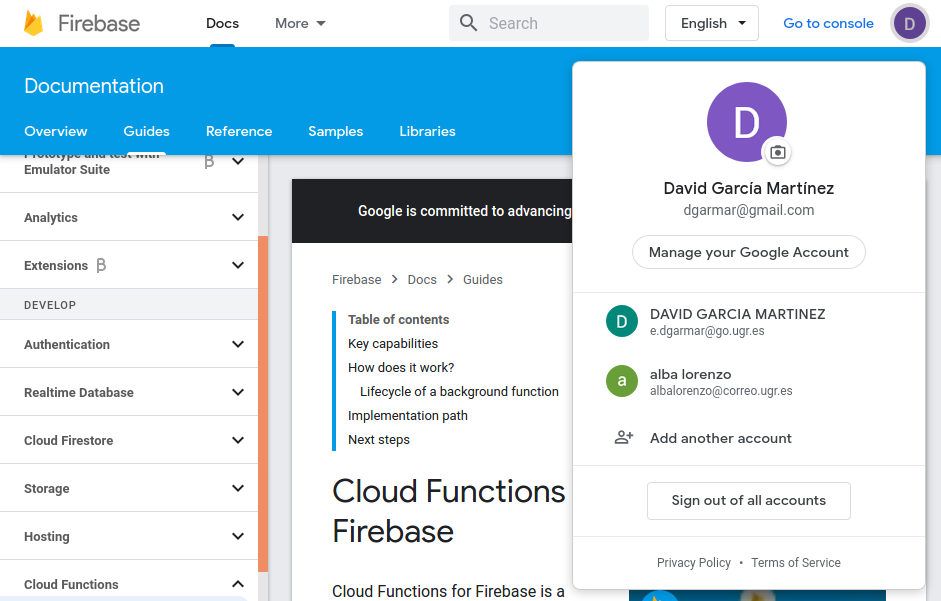 Firebase
Docs
More
Search
English
Go to console
D
Documentation
Overview
Guides
Reference
Samples
Libraries
Prototype and test with
Emulator Suite
Analytics
Extensions
DEVELOP
Authentication
Realtime Database
Cloud Firestore
Storage
Hosting
Cloud Functions
Google is committed to advancing
Firebase
Docs
Guides
Table of contents
Key capabilities
How does it work?
Lifecycle of a background function
Implementation path
Next steps
Cloud Functions
Firebase
Cloud Functions for Firebase is a
D
David García Martínez
dgarmar@gmail.com
Manage your Google Account
D
DAVID GARCIA MARTINEZ
e.dgarmar@go.ugr.es
a
alba lorenzo
albalorenzo@correo.ugr.es
Add another account
Sign out of all accounts
Privacy Policy • Terms of Service